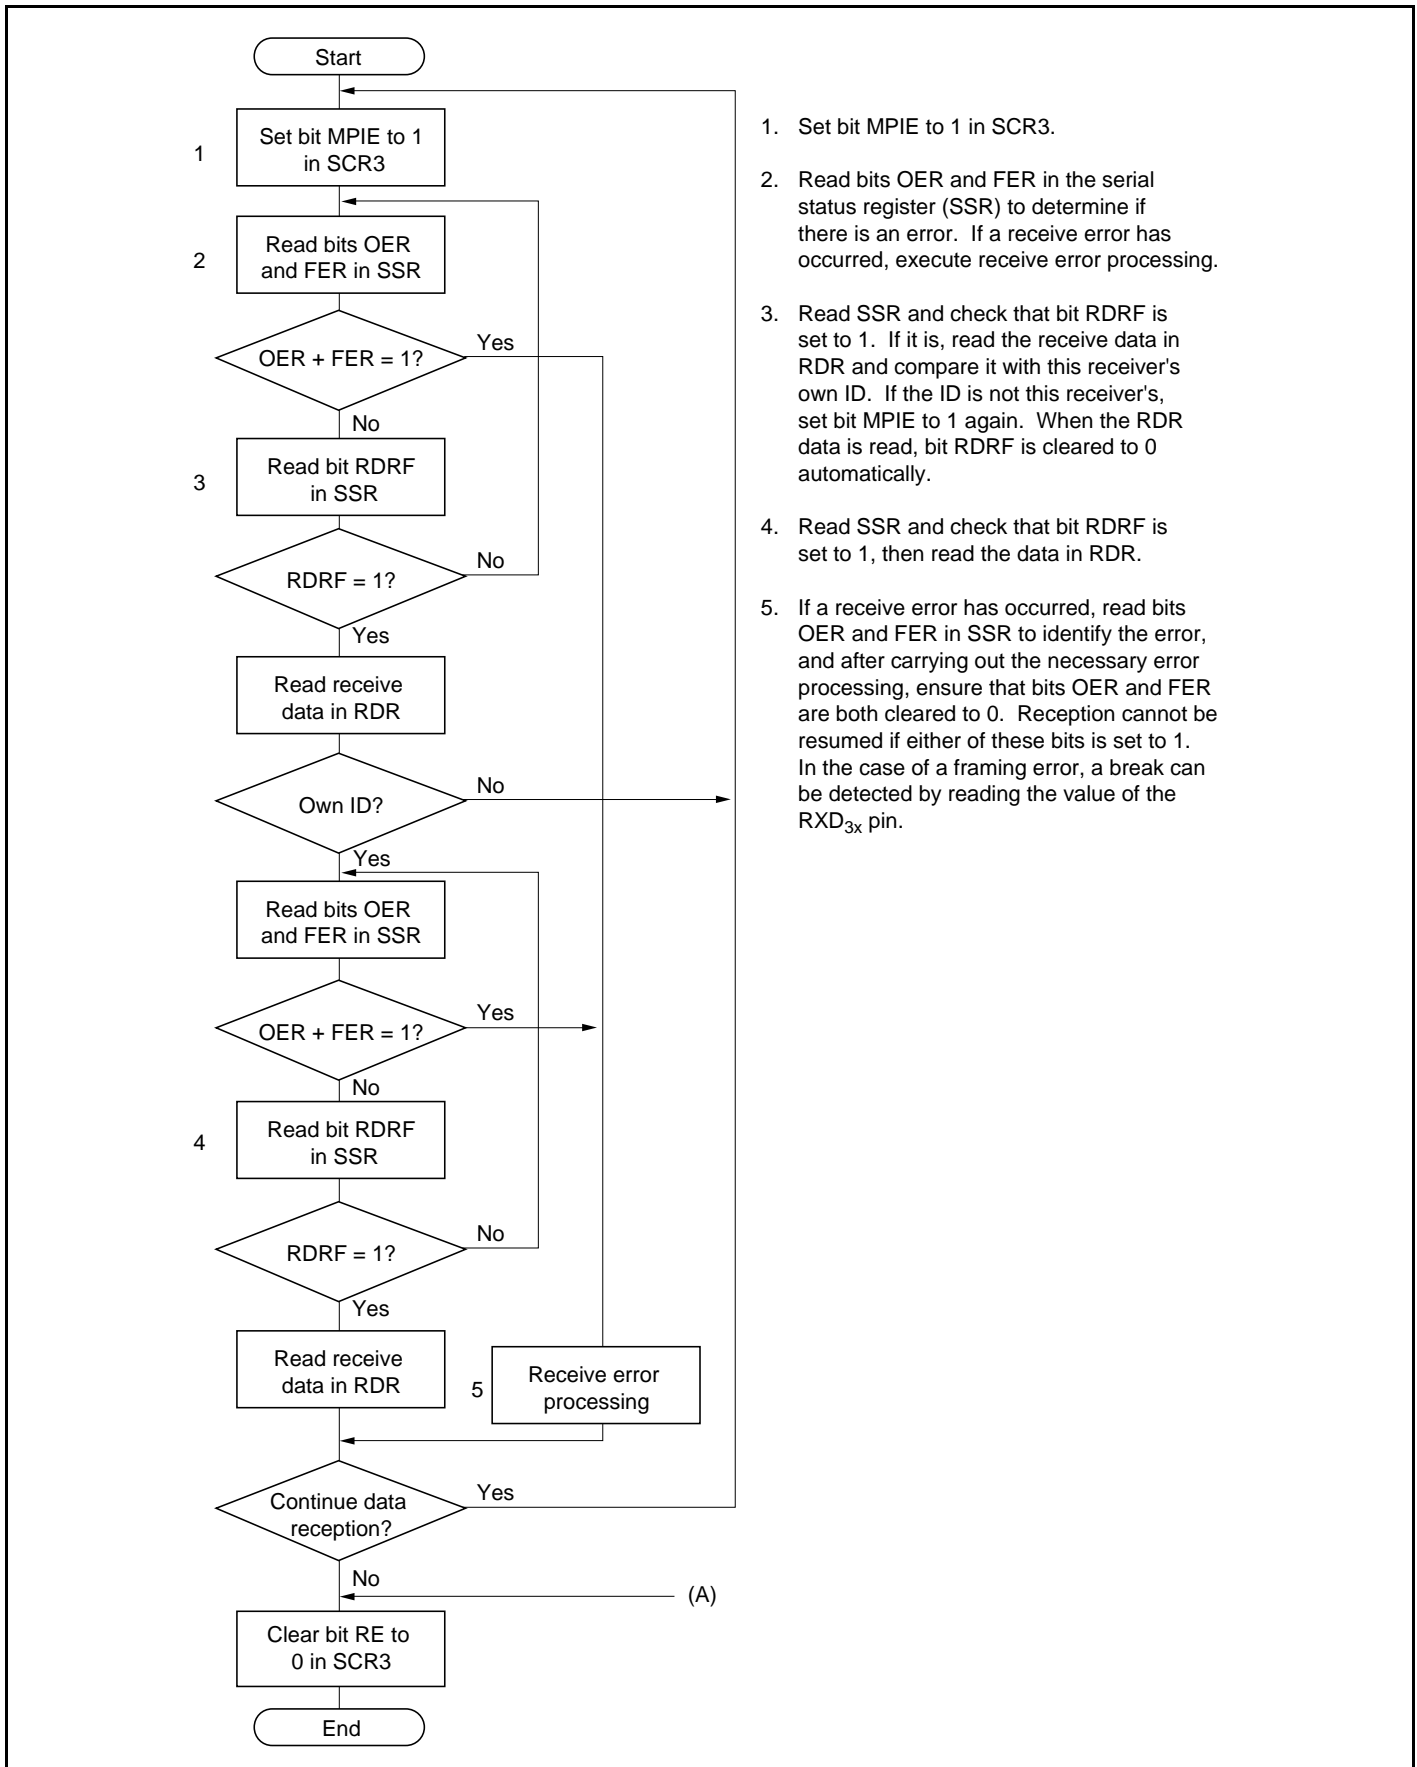 Start
1
Set bit MPIE to 1
in SCR3
2
Read bits OER
and FER in SSR
OER + FER = 1?
Yes
No
3
Read bit RDRF
in SSR
RDRF = 1?
No
Yes
Read receive
data in RDR
Own ID?
No
Yes
Read bits OER
and FER in SSR
OER + FER = 1?
Yes
No
4
Read bit RDRF
in SSR
RDRF = 1?
No
Yes
Read receive
data in RDR
5
Receive error
processing
Continue data
reception?
Yes
No
(A)
Clear bit RE to
0 in SCR3
End
1. Set bit MPIE to 1 in SCR3.
2. Read bits OER and FER in the serial
status register (SSR) to determine if
there is an error. If a receive error has
occurred, execute receive error processing.
3. Read SSR and check that bit RDRF is
set to 1. If it is, read the receive data in
RDR and compare it with this receiver's
own ID. If the ID is not this receiver's,
set bit MPIE to 1 again. When the RDR
data is read, bit RDRF is cleared to 0
automatically.
4. Read SSR and check that bit RDRF is
set to 1, then read the data in RDR.
5. If a receive error has occurred, read bits
OER and FER in SSR to identify the error,
and after carrying out the necessary error
processing, ensure that bits OER and FER
are both cleared to 0. Reception cannot be
resumed if either of these bits is set to 1.
In the case of a framing error, a break can
be detected by reading the value of the
RXD3x pin.